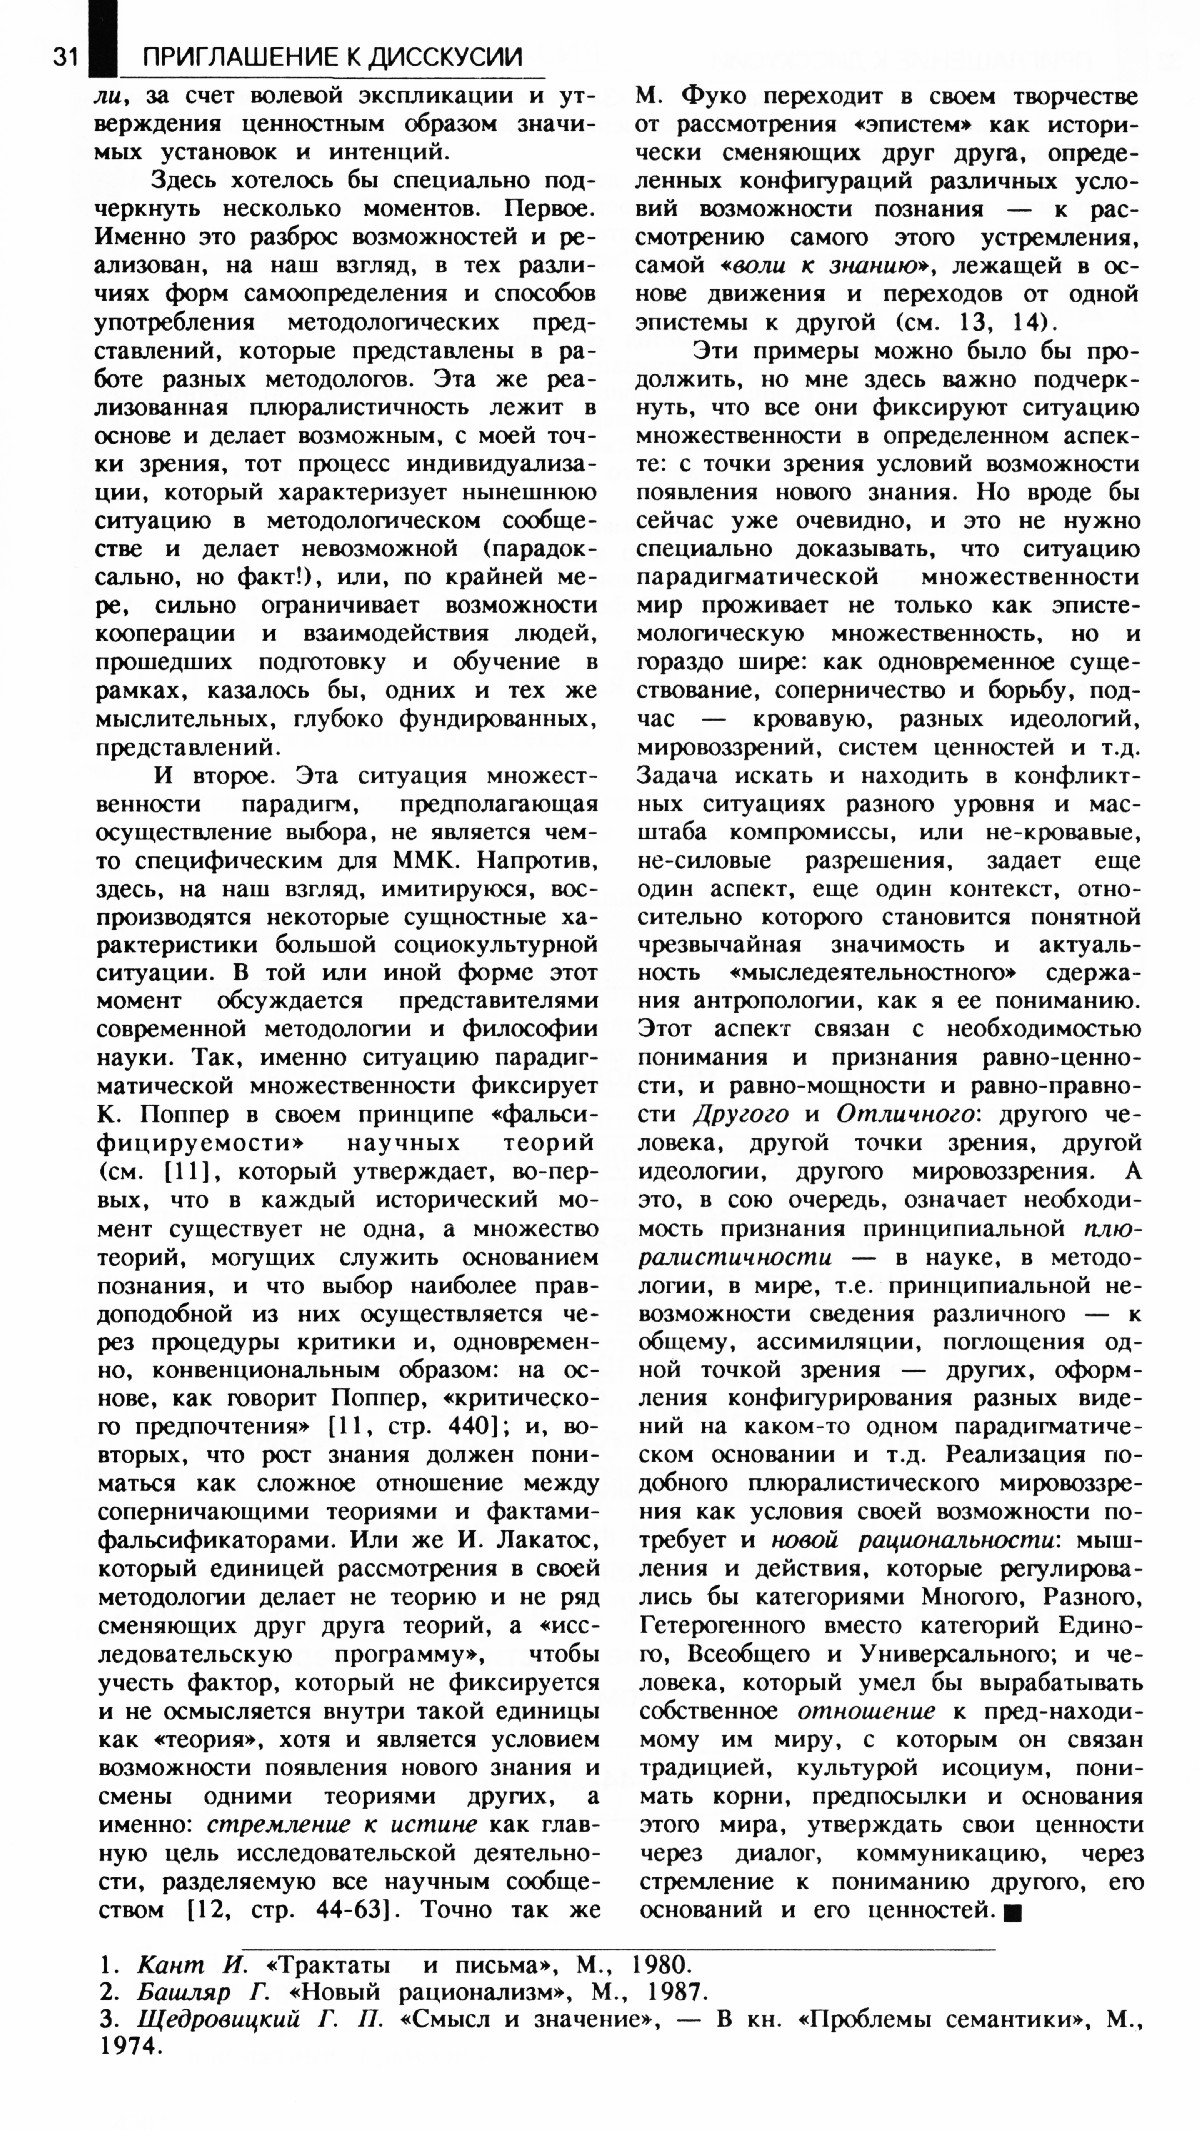 31
ПРИГЛАШЕНИЕ К ДИССКУСИИ
ли, за счет волевой экспликации и ут-
верждения ценностным образом значи-
мых установок и интенций.
Здесь хотелось бы специально под-
черкнуть несколько моментов. Первое.
Именно это разброс возможностей и ре-
ализован, на наш взгляд, в тех разли-
чиях форм самоопределения и способов
употребления методологических пред-
ставлений, которые представлены в ра-
боте разных методологов. Эта же реа-
лизованная плюралистичность лежит в
основе и делает возможным, с моей точ-
ки зрения, тот процесс индивидуализа-
ции, который характеризует нынешнюю
ситуацию в методологическом сообще-
стве и делает невозможной (парадок-
сально, но факт!), или, по крайней ме-
ре, сильно ограничивает возможности
кооперации и взаимодействия людей,
прошедших подготовку и обучение в
рамках, казалось бы, одних и тех же
мыслительных, глубоко фундированных,
представлений.
И второе. Эта ситуация множест-
венности парадигм, предполагающая
осуществление выбора, не является чем-
то специфическим для ММК. Напротив,
здесь, на наш взгляд, имитируюся, вос-
производятся некоторые сущностные ха-
рактеристики большой социокультурной
ситуации. В той или иной форме этот
момент обсуждается представителями
современной методологии и философии
науки. Так, именно ситуацию парадиг-
матической множественности фиксирует
К. Поппер в своем принципе «фальси-
фицируемости» научных теорий
(см. [11], который утверждает, во-пер-
вых, что в каждый исторический мо-
мент существует не одна, а множество
теорий, могущих служить основанием
познания, и что выбор наиболее прав-
доподобной из них осуществляется че-
рез процедуры критики и, одновремен-
но, конвенциональным образом: на ос-
нове, как говорит Поппер, «критическо-
го предпочтения» [11, стр. 440]; и, во-
вторых, что рост знания должен пони-
маться как сложное отношение между
соперничающими теориями и фактами-
фальсификаторами. Или же И. Лакатос,
который единицей рассмотрения в своей
методологии делает не теорию и не ряд
сменяющих друг друга теорий, а «исс-
ледовательскую программу», чтобы
учесть фактор, который не фиксируется
и не осмысляется внутри такой единицы
как «теория», хотя и является условием
возможности появления нового знания и
смены одними теориями других, а
именно: стремление к истине как глав-
ную цель исследовательской деятельно-
сти, разделяемую все научным сообще-
ством [12, стр. 44-63]. Точно так же
М. Фуко переходит в своем творчестве
от рассмотрения «эпистем» как истори-
чески сменяющих друг друга, опреде-
ленных конфигураций различных усло-
вий возможности познания — к рас-
смотрению самого этого устремления,
самой «воли к знанию», лежащей в ос-
нове движения и переходов от одной
эпистемы к другой (см. 13, 14).
Эти примеры можно было бы про-
должить, но мне здесь важно подчерк-
нуть, что все они фиксируют ситуацию
множественности в определенном аспек-
те: с точки зрения условий возможности
появления нового знания. Но вроде бы
сейчас уже очевидно, и это не нужно
специально доказывать, что ситуацию
парадигматической множественности
мир проживает не только как эписте-
мологическую множественность, но и
гораздо шире: как одновременное суще-
ствование, соперничество и борьбу, под-
час — кровавую, разных идеологий,
мировоззрений, систем ценностей и т.д.
Задача искать и находить в конфликт-
ных ситуациях разного уровня и мас-
штаба компромиссы, или не-кровавые,
не-силовые разрешения, задает еще
один аспект, еще один контекст, отно-
сительно которого становится понятной
чрезвычайная значимость и актуаль-
ность «мыследеятельностного» сдержа-
ния антропологии, как я ее пониманию.
Этот аспект связан с необходимостью
понимания и признания равно-ценно-
сти, и равно-мощности и равно-правно-
сти Другого и Отличного: другого че-
ловека, другой точки зрения, другой
идеологии, другого мировоззрения. А
это, в сою очередь, означает необходи-
мость признания принципиальной плю-
ралистичности — в науке, в методо-
логии, в мире, т.е. принципиальной не-
возможности сведения различного — к
общему, ассимиляции, поглощения од-
ной точкой зрения — других, оформ-
ления конфигурирования разных виде-
ний на каком-то одном парадигматиче-
ском основании и т.д. Реализация по-
добного плюралистического мировоззре-
ния как условия своей возможности по-
требует и новой рациональности: мыш-
ления и действия, которые регулирова-
лись бы категориями Многого, Разного,
Гетерогенного вместо категорий Едино-
го, Всеобщего и Универсального; и че-
ловека, который умел бы вырабатывать
собственное отношение к пред-находи-
мому им миру, с которым он связан
традицией, культурой исоциум, пони-
мать корни, предпосылки и основания
этого мира, утверждать свои ценности
через диалог, коммуникацию, через
стремление к пониманию другого, его
оснований и его ценностей. ■
1. Кант И. «Трактаты и письма», М., 1980.
2. Башляр Г. «Новый рационализм», М., 1987.
3. Щедровицкий Г. П. «Смысл и значение», — В кн. «Проблемы семантики», М.,
1974.